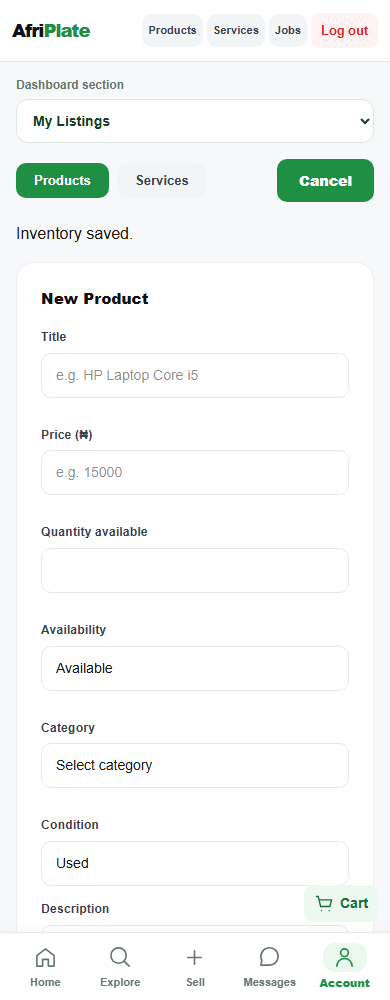 AfriPlate
Products Services Jobs Log out
Dashboard section
My Listings
Products Services Cancel
Inventory saved.
New Product
Title
e.g. HP Laptop Core i5
Price (₦)
e.g. 15000
Quantity available
Availability
Available
Category
Select category
Condition
Used
Cart
Description
Home Explore Sell Messages Account